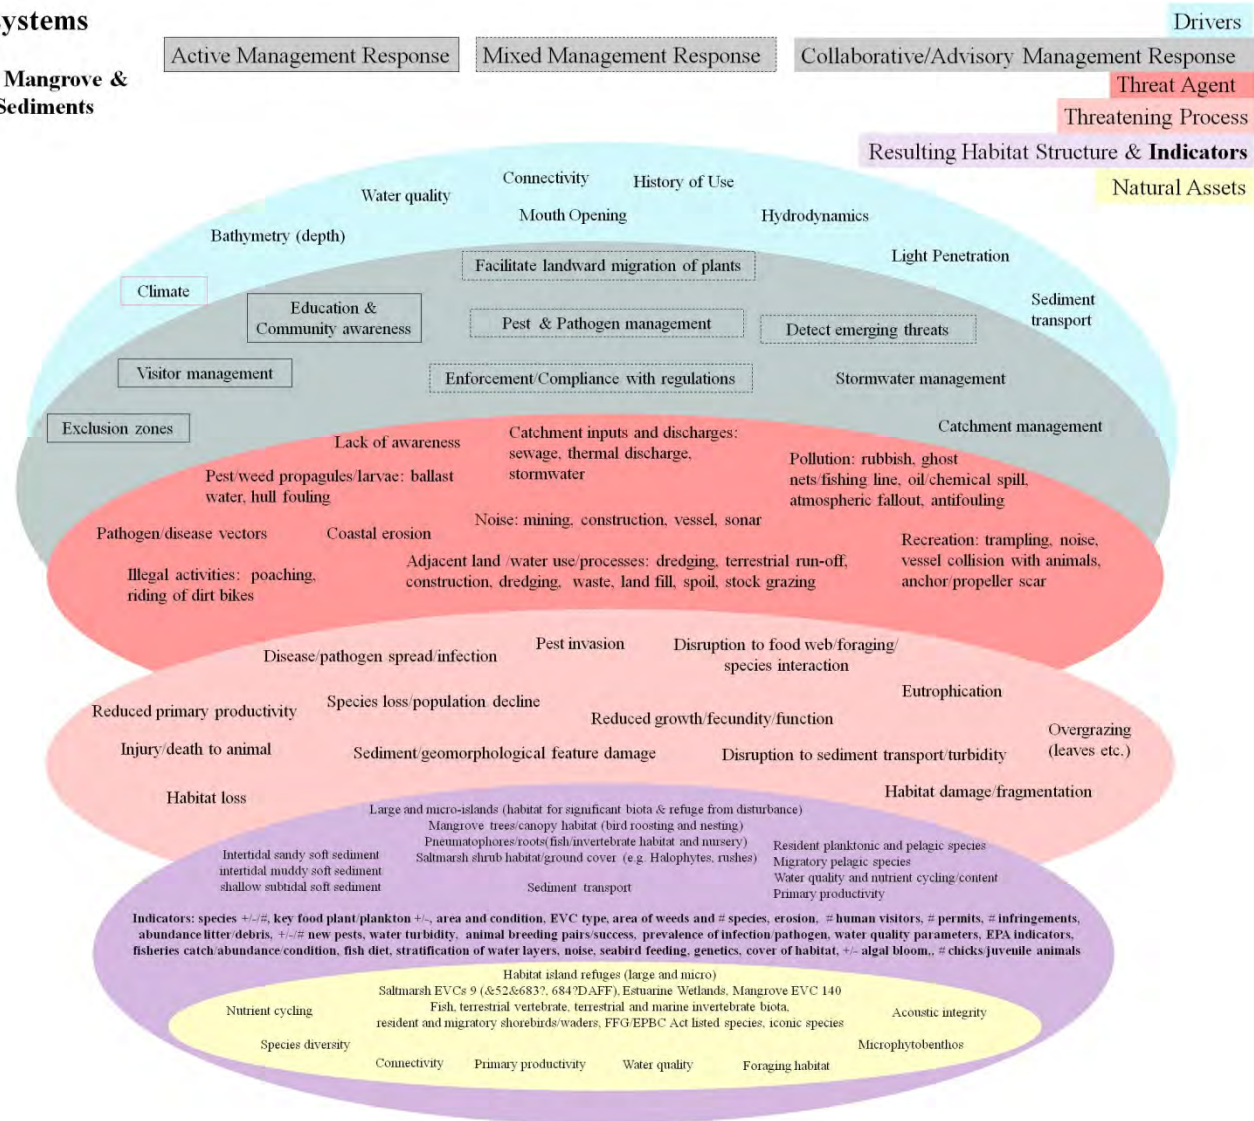 systems
Mangrove &
Sediments
Active Management Response
Mixed Management Response
Collaborative/Advisory Management Response
Drivers
Threat Agent
Threatening Process
Resulting Habitat Structure & Indicators
Natural Assets
Water quality
Connectivity
History of Use
Mouth Opening
Hydrodynamics
Bathymetry (depth)
Light Penetration
Climate
Sediment
transport
Facilitate landward migration of plants
Education &
Community awareness
Pest & Pathogen management
Detect emerging threats
Visitor management
Enforcement/Compliance with regulations
Stormwater management
Exclusion zones
Catchment management
Lack of awareness
Catchment inputs and discharges:
sewage, thermal discharge,
stormwater
Pollution: rubbish, ghost
nets/fishing line, oil/chemical spill,
atmospheric fallout, antifouling
Pest/weed propagules/larvae: ballast
water, hull fouling
Noise: mining, construction, vessel, sonar
Pathogen/disease vectors
Coastal erosion
Recreation: trampling, noise,
vessel collision with animals,
anchor/propeller scar
Adjacent land /water use/processes: dredging, terrestrial run-off,
construction, dredging, waste, land fill, spoil, stock grazing
Illegal activities: poaching,
riding of dirt bikes
Disease/pathogen spread/infection
Pest invasion
Disruption to food web/foraging/
species interaction
Eutrophication
Reduced primary productivity
Species loss/population decline
Reduced growth/fecundity/function
Overgrazing
(leaves etc.)
Injury/death to animal
Sediment/geomorphological feature damage
Disruption to sediment transport/turbidity
Habitat loss
Habitat damage/fragmentation
Large and micro-islands (habitat for significant biota & refuge from disturbance)
Mangrove trees/canopy habitat (bird roosting and nesting)
Pneumatophores/roots(fish/invertebrate habitat and nursery)
Saltmarsh shrub habitat/ground cover (e.g. Halophytes, rushes)
Intertidal sandy soft sediment
intertidal muddy soft sediment
shallow subtidal soft sediment
Sediment transport
Resident planktonic and pelagic species
Migratory pelagic species
Water quality and nutrient cycling/content
Primary productivity
Indicators: species +/-/#, key food plant/plankton +/-, area and condition, EVC type, area of weeds and # species, erosion, # human visitors, # permits, # infringements,
abundance litter/debris, +/-/# new pests, water turbidity, animal breeding pairs/success, prevalence of infection/pathogen, water quality parameters, EPA indicators,
fisheries catch/abundance/condition, fish diet, stratification of water layers, noise, seabird feeding, genetics, cover of habitat, +/- algal bloom,, # chicks/juvenile animals
Habitat island refuges (large and micro)
Saltmarsh EVCs 9 (&52&683?, 684?DAFF), Estuarine Wetlands, Mangrove EVC 140
Fish, terrestrial vertebrate, terrestrial and marine invertebrate biota,
resident and migratory shorebirds/waders, FFG/EPBC Act listed species, iconic species
Nutrient cycling
Acoustic integrity
Species diversity
Microphytobenthos
Connectivity
Primary productivity
Water quality
Foraging habitat